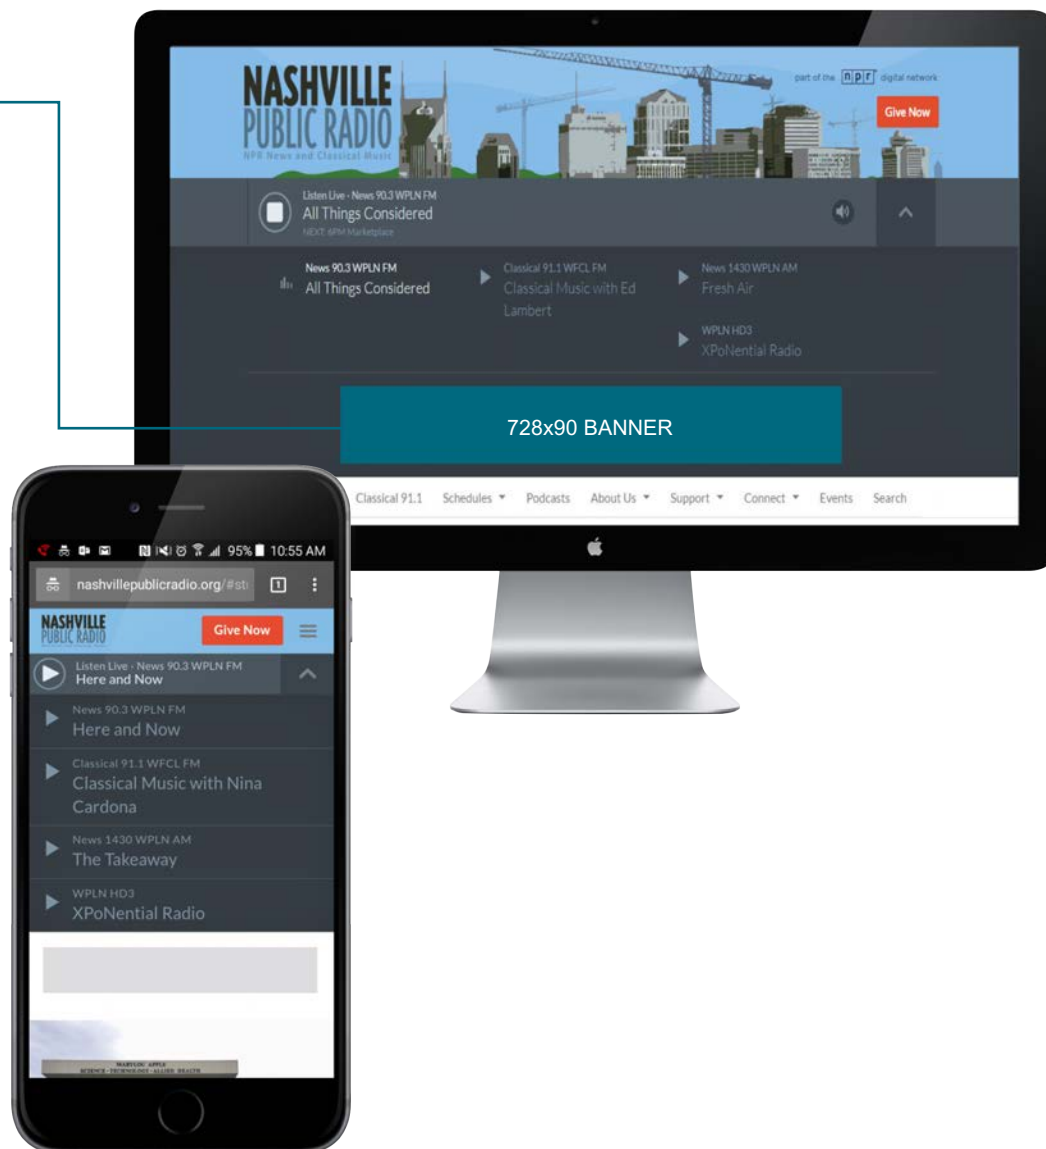 NASHVILLE
PUBLIC RADIO
NPR News and Classical Music
part of the npr digital network
Give Now
Listen Live · News 90.3 WPLN FM
All Things Considered
NEXT: 6PM Marketplace
News 90.3 WPLN FM
All Things Considered
Classical 91.1 WFCL FM
Classical Music with Ed
Lambert
News 1430 WPLN AM
Fresh Air
WPLN HD3
XPoNential Radio
728x90 BANNER
Classical 91.1 Schedules Podcasts About Us Support Connect Events Search
95% 10:55 AM
nashvillepublicradio.org/#st
1
NASHVILLE
PUBLIC RADIO
Give Now
Listen Live · News 90.3 WPLN FM
Here and Now
News 90.3 WPLN FM
Here and Now
Classical 91.1 WFCL FM
Classical Music with Nina
Cardona
News 1430 WPLN AM
The Takeaway
WPLN HD3
XPoNential Radio
MARYLOU APPLE
SCIENCE · TECHNOLOGY · ALLIED HEALTH